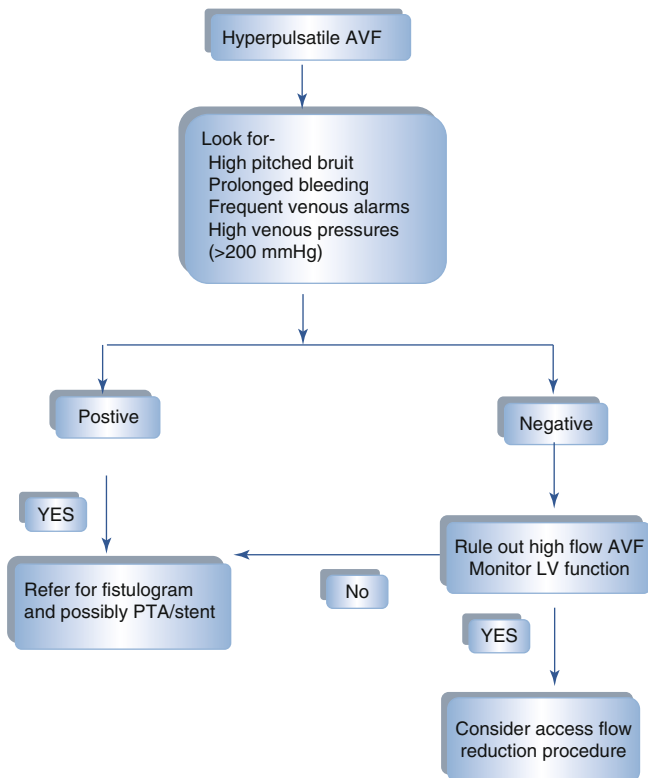 Hyperpulsatile AVF
Look for-
High pitched bruit
Prolonged bleeding
Frequent venous alarms
High venous pressures
(>200 mmHg)
Postive
Negative
YES
Rule out high flow AVF
Monitor LV function
Refer for fistulogram
and possibly PTA/stent
No
YES
Consider access flow
reduction procedure